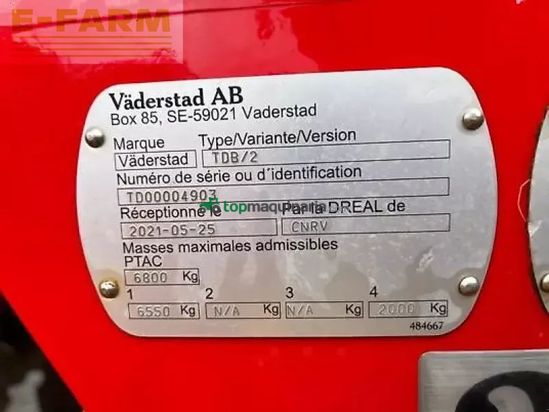 E-FARM
Väderstad AB
Box 85, SE-59021 Vaderstad
Marque Type/Variante/Version
Väderstad TDB/2
Numéro de série ou d´identification
TD00004903
Réceptionné le Par la DREAL de
topmaquinaria
2021-05-25 CNRV
Masses maximales admissibles
PTAC
6800 Kg
1 2 3 4
6550 Kg N/A Kg N/A Kg 2000 Kg
484667